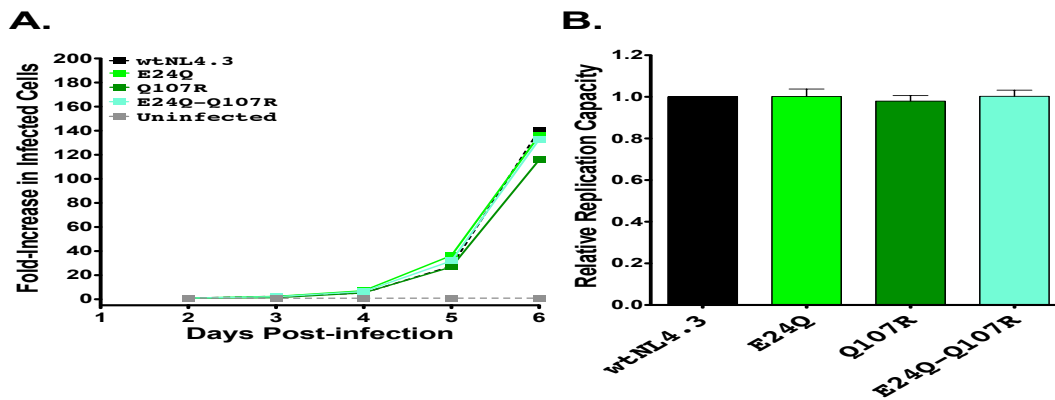 A.
Fold-Increase in Infected Cells
200
180
160
140
120
100
80
60
40
20
0
wtNL4.3
E24Q
Q107R
E24Q-Q107R
Uninfected
1 2 3 4 5 6
Days Post-infection
B.
Relative Replication Capacity
1.2
1.0
0.8
0.6
0.4
0.2
0.0
wtNL4.3
E24Q
Q107R
E24Q-Q107R